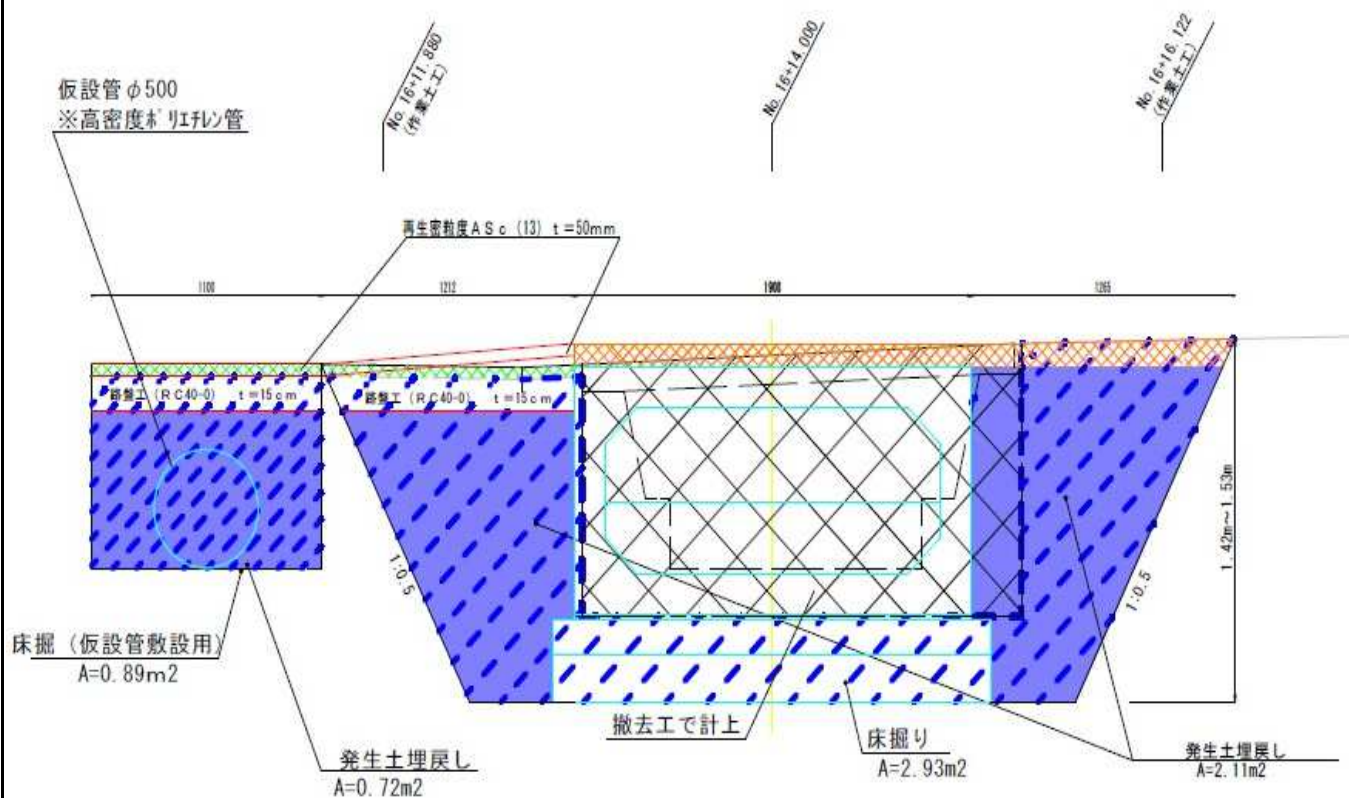 No.16+11.880
(作業土工)
No.16+14.000
No.16+16.122
(作業土工)
仮設管φ500
※高密度ポリエチレン管
再生密粒度ASc (13) t=50mm
1100
1212
1900
1265
路盤工(RC40-0) t=15cm
路盤工(RC40-0) t=15cm
1:0.5
1:0.5
1.42m~1.53m
床掘(仮設管敷設用)
A=0.89m2
撤去工で計上
床掘り
A=2.93m2
発生土埋戻し
A=0.72m2
発生土埋戻し
A=2.11m2